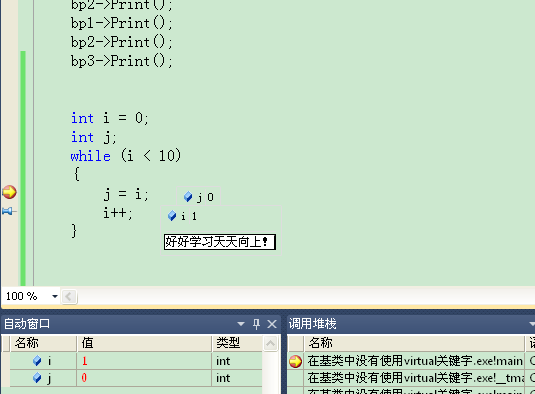 bp2->Print();
bp1->Print();
bp2->Print();
bp3->Print();
int i = 0;
int j;
while (i < 10)
{
j = i;
j 0
i++;
i 1
}
好好学习天天向上!
100 %
自动窗口
名称 值 类型
i 1 int
j 0 int
调用堆栈
名称
在基类中没有使用virtual关键字.exe!main
在基类中没有使用virtual关键字.exe!__tma